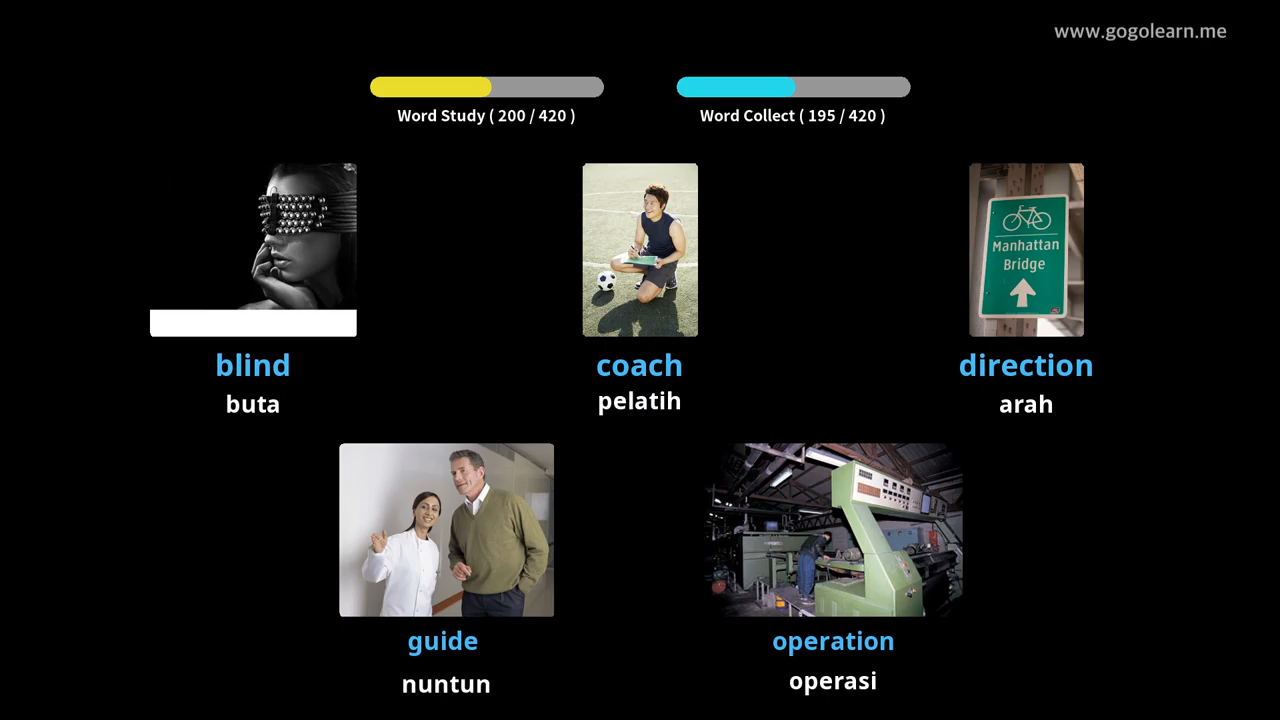 www.gogolearn.me
Word Study ( 200 / 420 )
Word Collect ( 195 / 420 )
Manhattan
Bridge
blind
coach
direction
buta
pelatih
arah
guide
operation
nuntun
operasi